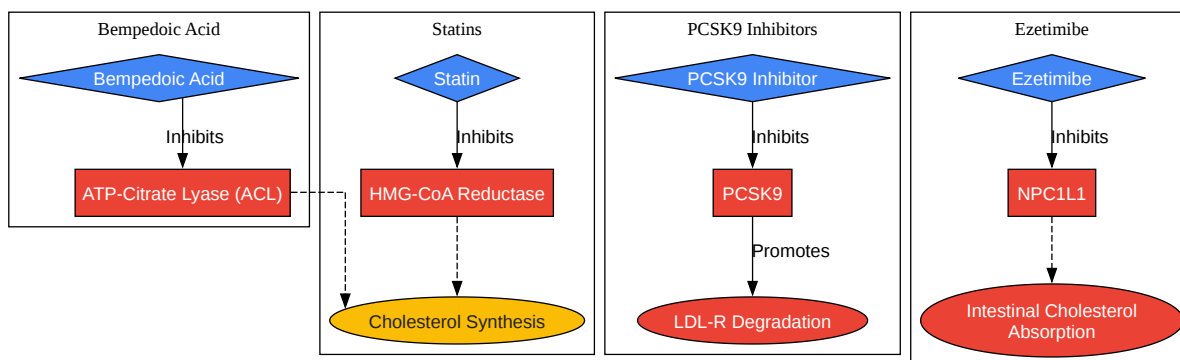 Bempedoic Acid
Statins
PCSK9 Inhibitors
Ezetimibe
Bempedoic Acid
Statin
PCSK9 Inhibitor
Ezetimibe
Inhibits
Inhibits
Inhibits
Inhibits
ATP-Citrate Lyase (ACL)
HMG-CoA Reductase
PCSK9
NPC1L1
Promotes
Cholesterol Synthesis
LDL-R Degradation
Intestinal Cholesterol
Absorption